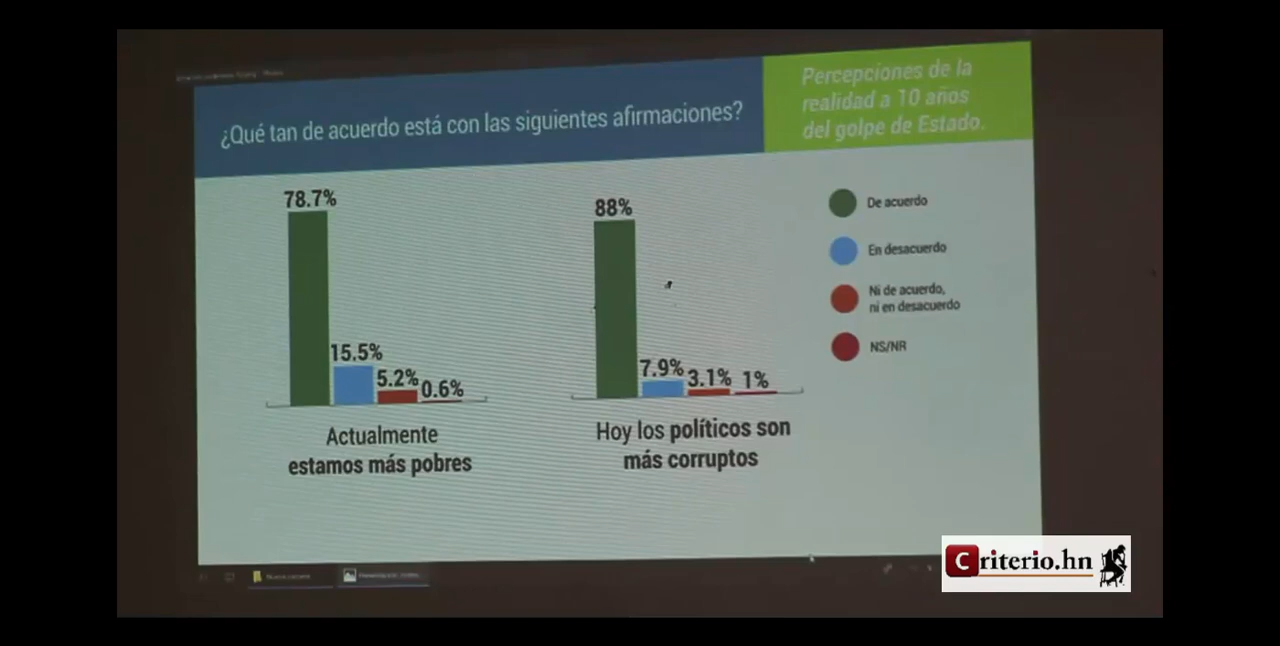 ¿Qué tan de acuerdo está con las siguientes afirmaciones?
Percepciones de la
realidad a 10 años
del golpe de Estado.
78.7%
15.5%
5.2%
0.6%
Actualmente
estamos más pobres
88%
7.9%
3.1%
1%
Hoy los políticos son
más corruptos
De acuerdo
En desacuerdo
Ni de acuerdo,
ni en desacuerdo
NS/NR
Criterio.hn